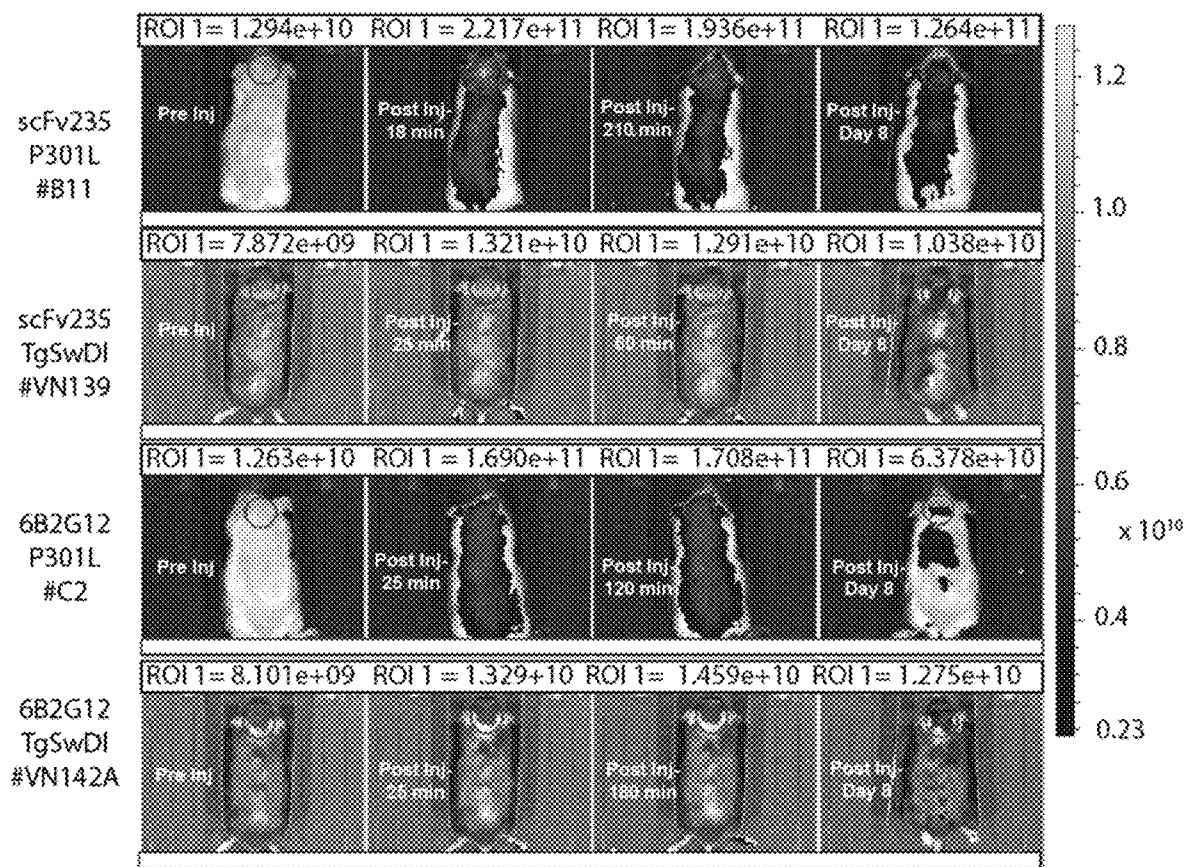 ROI 1= 1.294e+10 ROI 1= 2.217e+11 ROI 1= 1.936e+11 ROI 1= 1.264e+11
scFv235
P301L
#B11
Pre Inj
Post Inj-
18 min
Post Inj-
210 min
Post Inj-
Day 8
ROI 1= 7.872e+09 ROI 1= 1.321e+10 ROI 1= 1.291e+10 ROI 1= 1.038e+10
scFv235
TgSwDI
#VN139
Pre Inj
Post Inj-
25 min
Post Inj-
min
Post Inj-
Day 8
ROI 1= 1.263e+10 ROI 1= 1.690e+11 ROI 1= 1.708e+11 ROI 1= 6.378e+10
6B2G12
P301L
#C2
Pre Inj
Post Inj-
25 min
Post Inj-
120 min
Post Inj-
Day 8
ROI 1= 8.101e+09 ROI 1= 1.329+10 ROI 1= 1.459e+10 ROI 1= 1.275e+10
6B2G12
TgSwDI
#VN142A
Pre Inj
Post Inj-
25 min
Post Inj-
180 min
Post Inj-
Day 8
1.2
1.0
0.8
0.6
x 10¹⁰
0.4
0.23